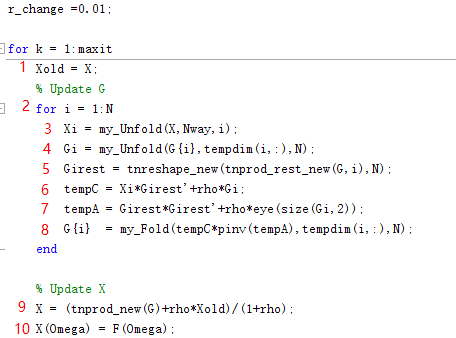 r_change =0.01;
for k = 1:maxit
1 Xold = X;
% Update G
2 for i = 1:N
3 Xi = my_Unfold(X,Nway,i);
4 Gi = my_Unfold(G{i},tempdim(i,:),N);
5 Girest = tnreshape_new(tnprod_rest_new(G,i),N);
6 tempC = Xi*Girest'+rho*Gi;
7 tempA = Girest*Girest'+rho*eye(size(Gi,2));
8 G{i} = my_Fold(tempC*pinv(tempA),tempdim(i,:),N);
end
% Update X
9 X = (tnprod_new(G)+rho*Xold)/(1+rho);
10 X(Omega) = F(Omega);